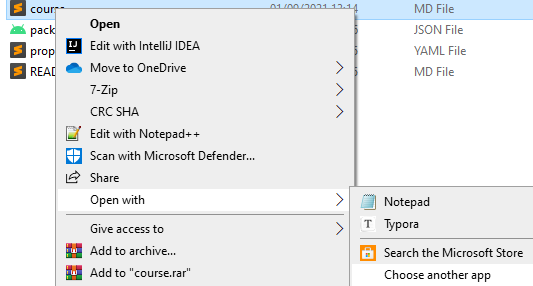 course 01/09/2021 12:14 MD File
Open
pack JSON File
Edit with IntelliJ IDEA
prop YAML File
Move to OneDrive
READ MD File
7-Zip
CRC SHA
Edit with Notepad++
Scan with Microsoft Defender...
Share
Open with
Notepad
Typora
Give access to
Add to archive...
Search the Microsoft Store
Add to "course.rar"
Choose another app